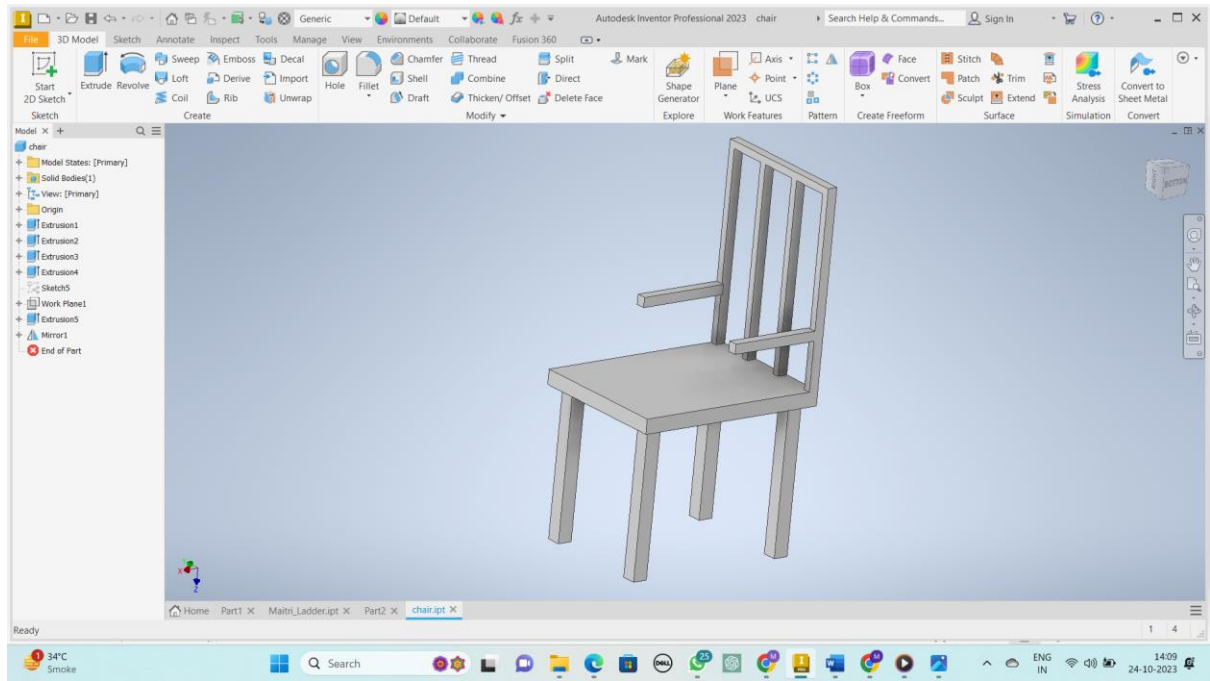 I PRO Generic Default fx Autodesk Inventor Professional 2023 chair Search Help & Commands... Sign In
File 3D Model Sketch Annotate Inspect Tools Manage View Environments Collaborate Fusion 360
Start 2D Sketch
Extrude Revolve
Sweep Emboss Decal
Loft Derive Import
Coil Rib Unwrap
Hole Fillet
Chamfer Thread Split Mark
Shell Combine Direct
Draft Thicken/ Offset Delete Face
Shape Generator
Plane
Axis
Point
UCS
Box
Face
Convert
Stitch
Patch Trim
Sculpt Extend
Stress Analysis
Convert to Sheet Metal
Sketch Create Modify Explore Work Features Pattern Create Freeform Surface Simulation Convert
Model
chair
Model States: [Primary]
Solid Bodies(1)
View: [Primary]
Origin
Extrusion1
Extrusion2
Extrusion3
Extrusion4
Sketch5
Work Plane1
Extrusion5
Mirror1
End of Part
BOTTOM
X
Z
Home Part1 Maitri_Ladder.ipt Part2 chair.ipt
Ready 1 4
34°C
Smoke
Search
DELL
25
ENG
IN
14:09
24-10-2023